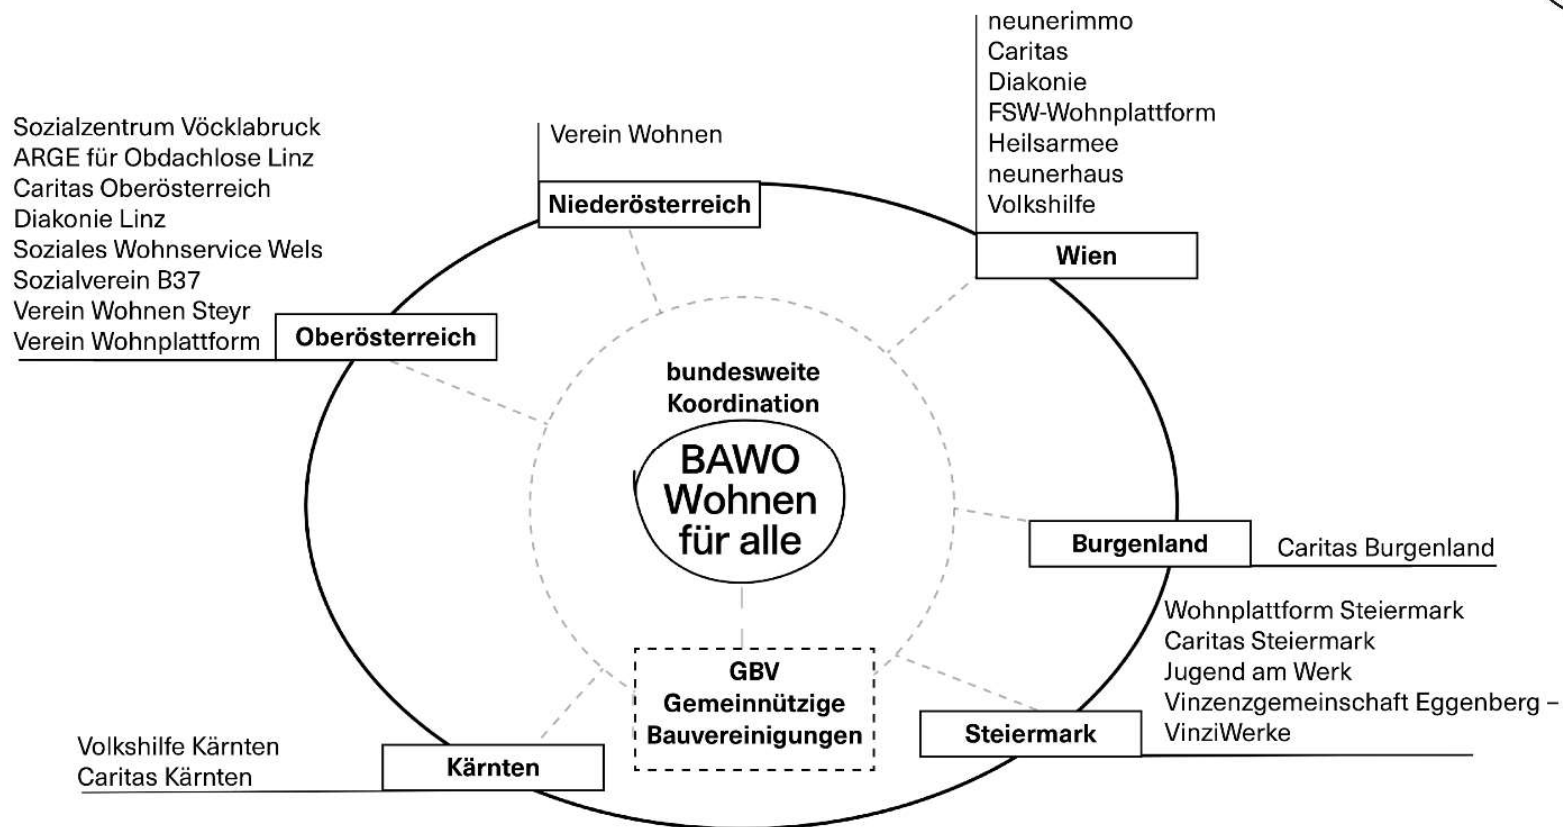 neunerimmo
Caritas
Diakonie
FSW-Wohnplattform
Heilsarmee
neunerhaus
Volkshilfe
Wien
Verein Wohnen
Niederösterreich
Sozialzentrum Vöcklabruck
ARGE für Obdachlose Linz
Caritas Oberösterreich
Diakonie Linz
Soziales Wohnservice Wels
Sozialverein B37
Verein Wohnen Steyr
Verein Wohnplattform
Oberösterreich
bundesweite
Koordination
BAWO
Wohnen
für alle
Burgenland
Caritas Burgenland
Wohnplattform Steiermark
Caritas Steiermark
Jugend am Werk
Vinzenzgemeinschaft Eggenberg –
VinziWerke
Steiermark
GBV
Gemeinnützige
Bauvereinigungen
Volkshilfe Kärnten
Caritas Kärnten
Kärnten